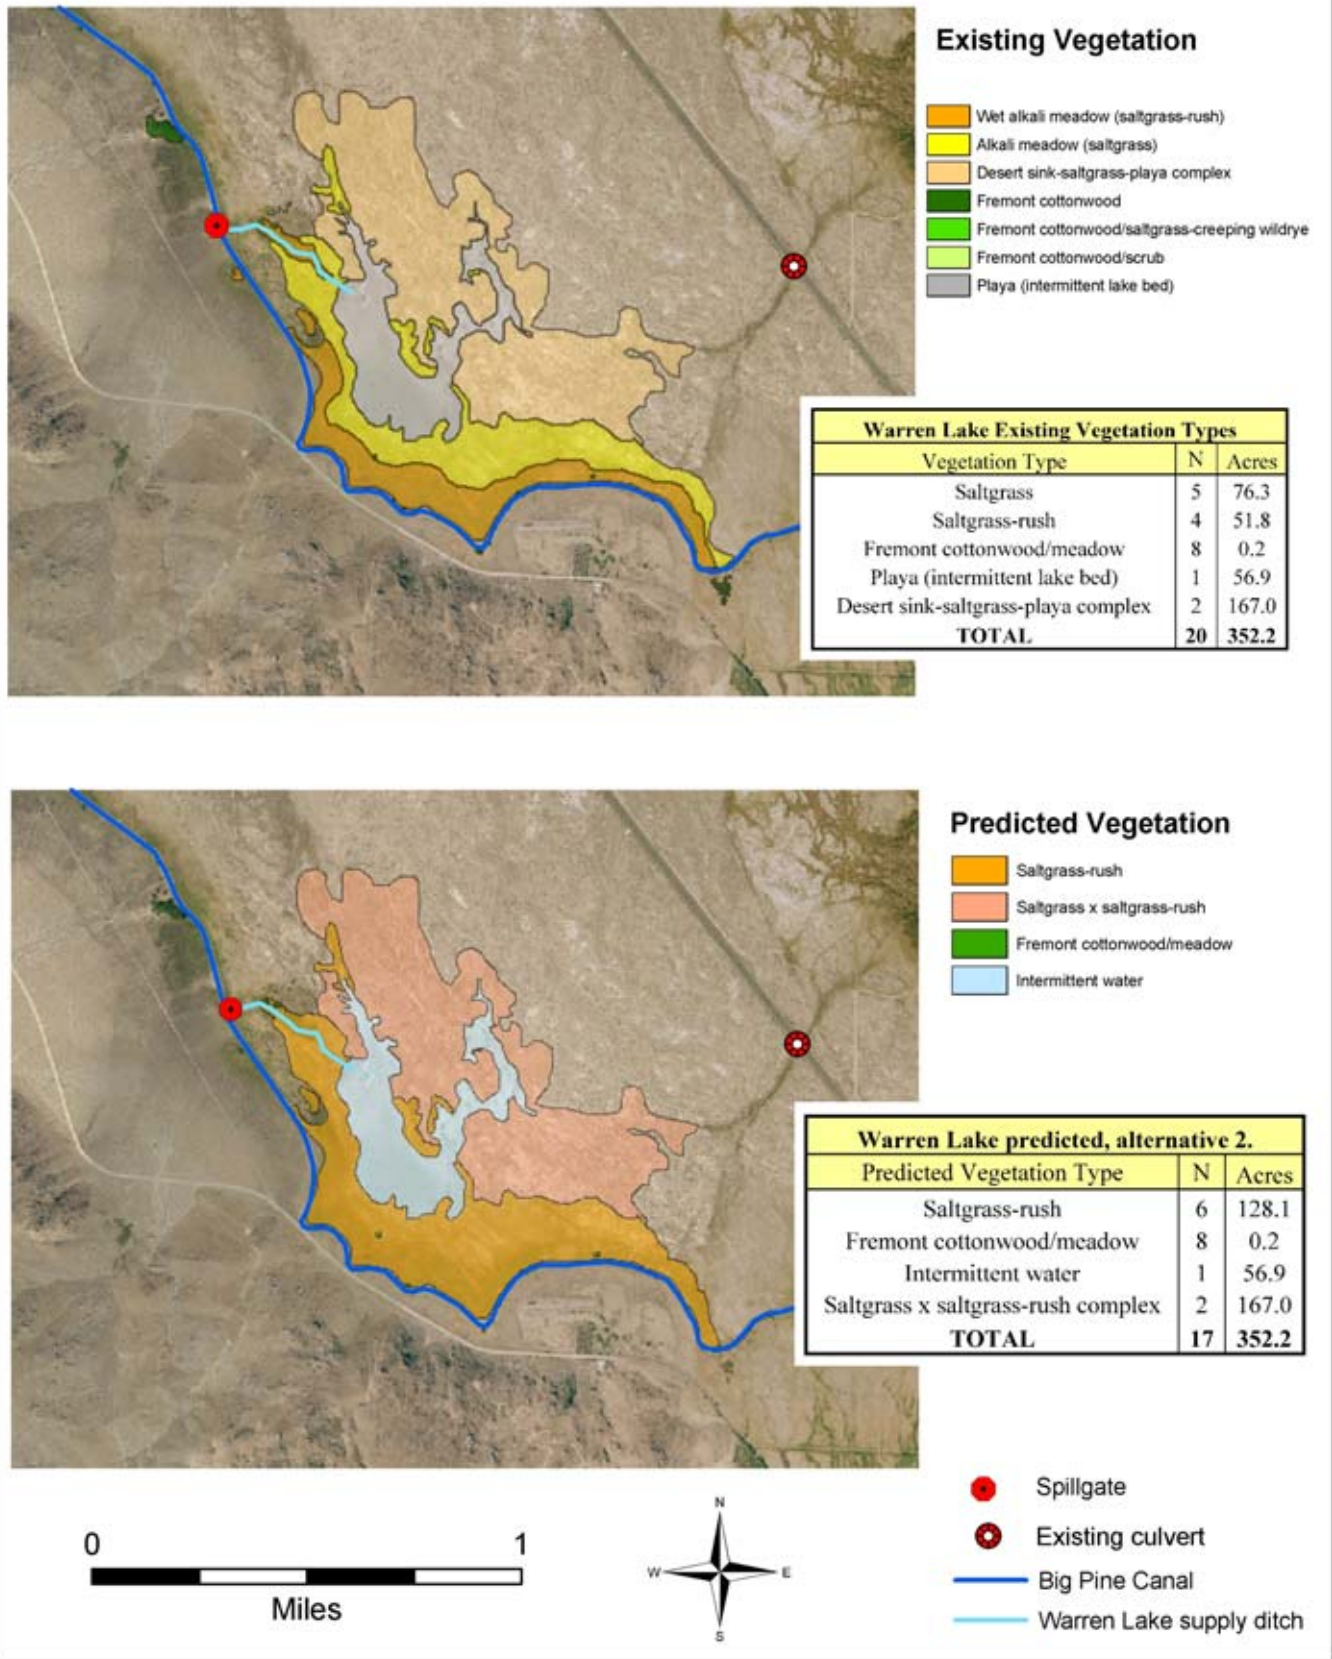 Existing Vegetation
Wet alkali meadow (saltgrass-rush)
Alkali meadow (saltgrass)
Desert sink-saltgrass-playa complex
Fremont cottonwood
Fremont cottonwood/saltgrass-creeping wildrye
Fremont cottonwood/scrub
Playa (intermittent lake bed)
Warren Lake Existing Vegetation Types
Vegetation Type N Acres
Saltgrass 5 76.3
Saltgrass-rush 4 51.8
Fremont cottonwood/meadow 8 0.2
Playa (intermittent lake bed) 1 56.9
Desert sink-saltgrass-playa complex 2 167.0
TOTAL 20 352.2
Predicted Vegetation
Saltgrass-rush
Saltgrass x saltgrass-rush
Fremont cottonwood/meadow
Intermittent water
Warren Lake predicted, alternative 2.
Predicted Vegetation Type N Acres
Saltgrass-rush 6 128.1
Fremont cottonwood/meadow 8 0.2
Intermittent water 1 56.9
Saltgrass x saltgrass-rush complex 2 167.0
TOTAL 17 352.2
0 1
Miles
N
W E
S
Spillgate
Existing culvert
Big Pine Canal
Warren Lake supply ditch